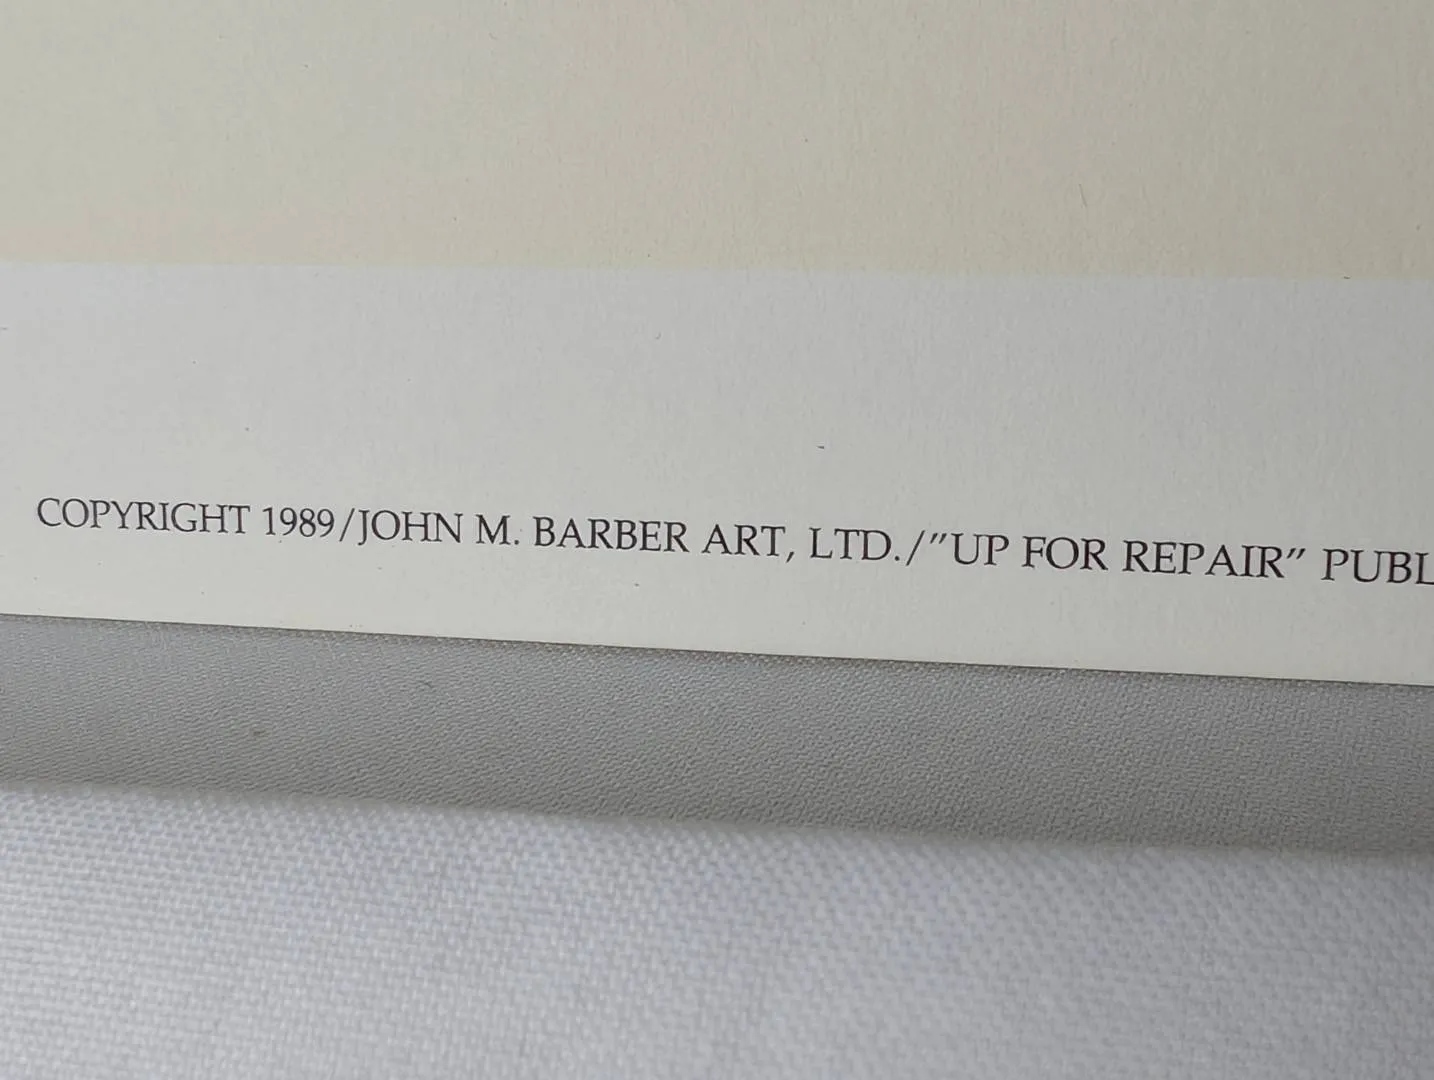 COPYRIGHT 1989/JOHN M. BARBER ART, LTD./"UP FOR REPAIR" PUBL